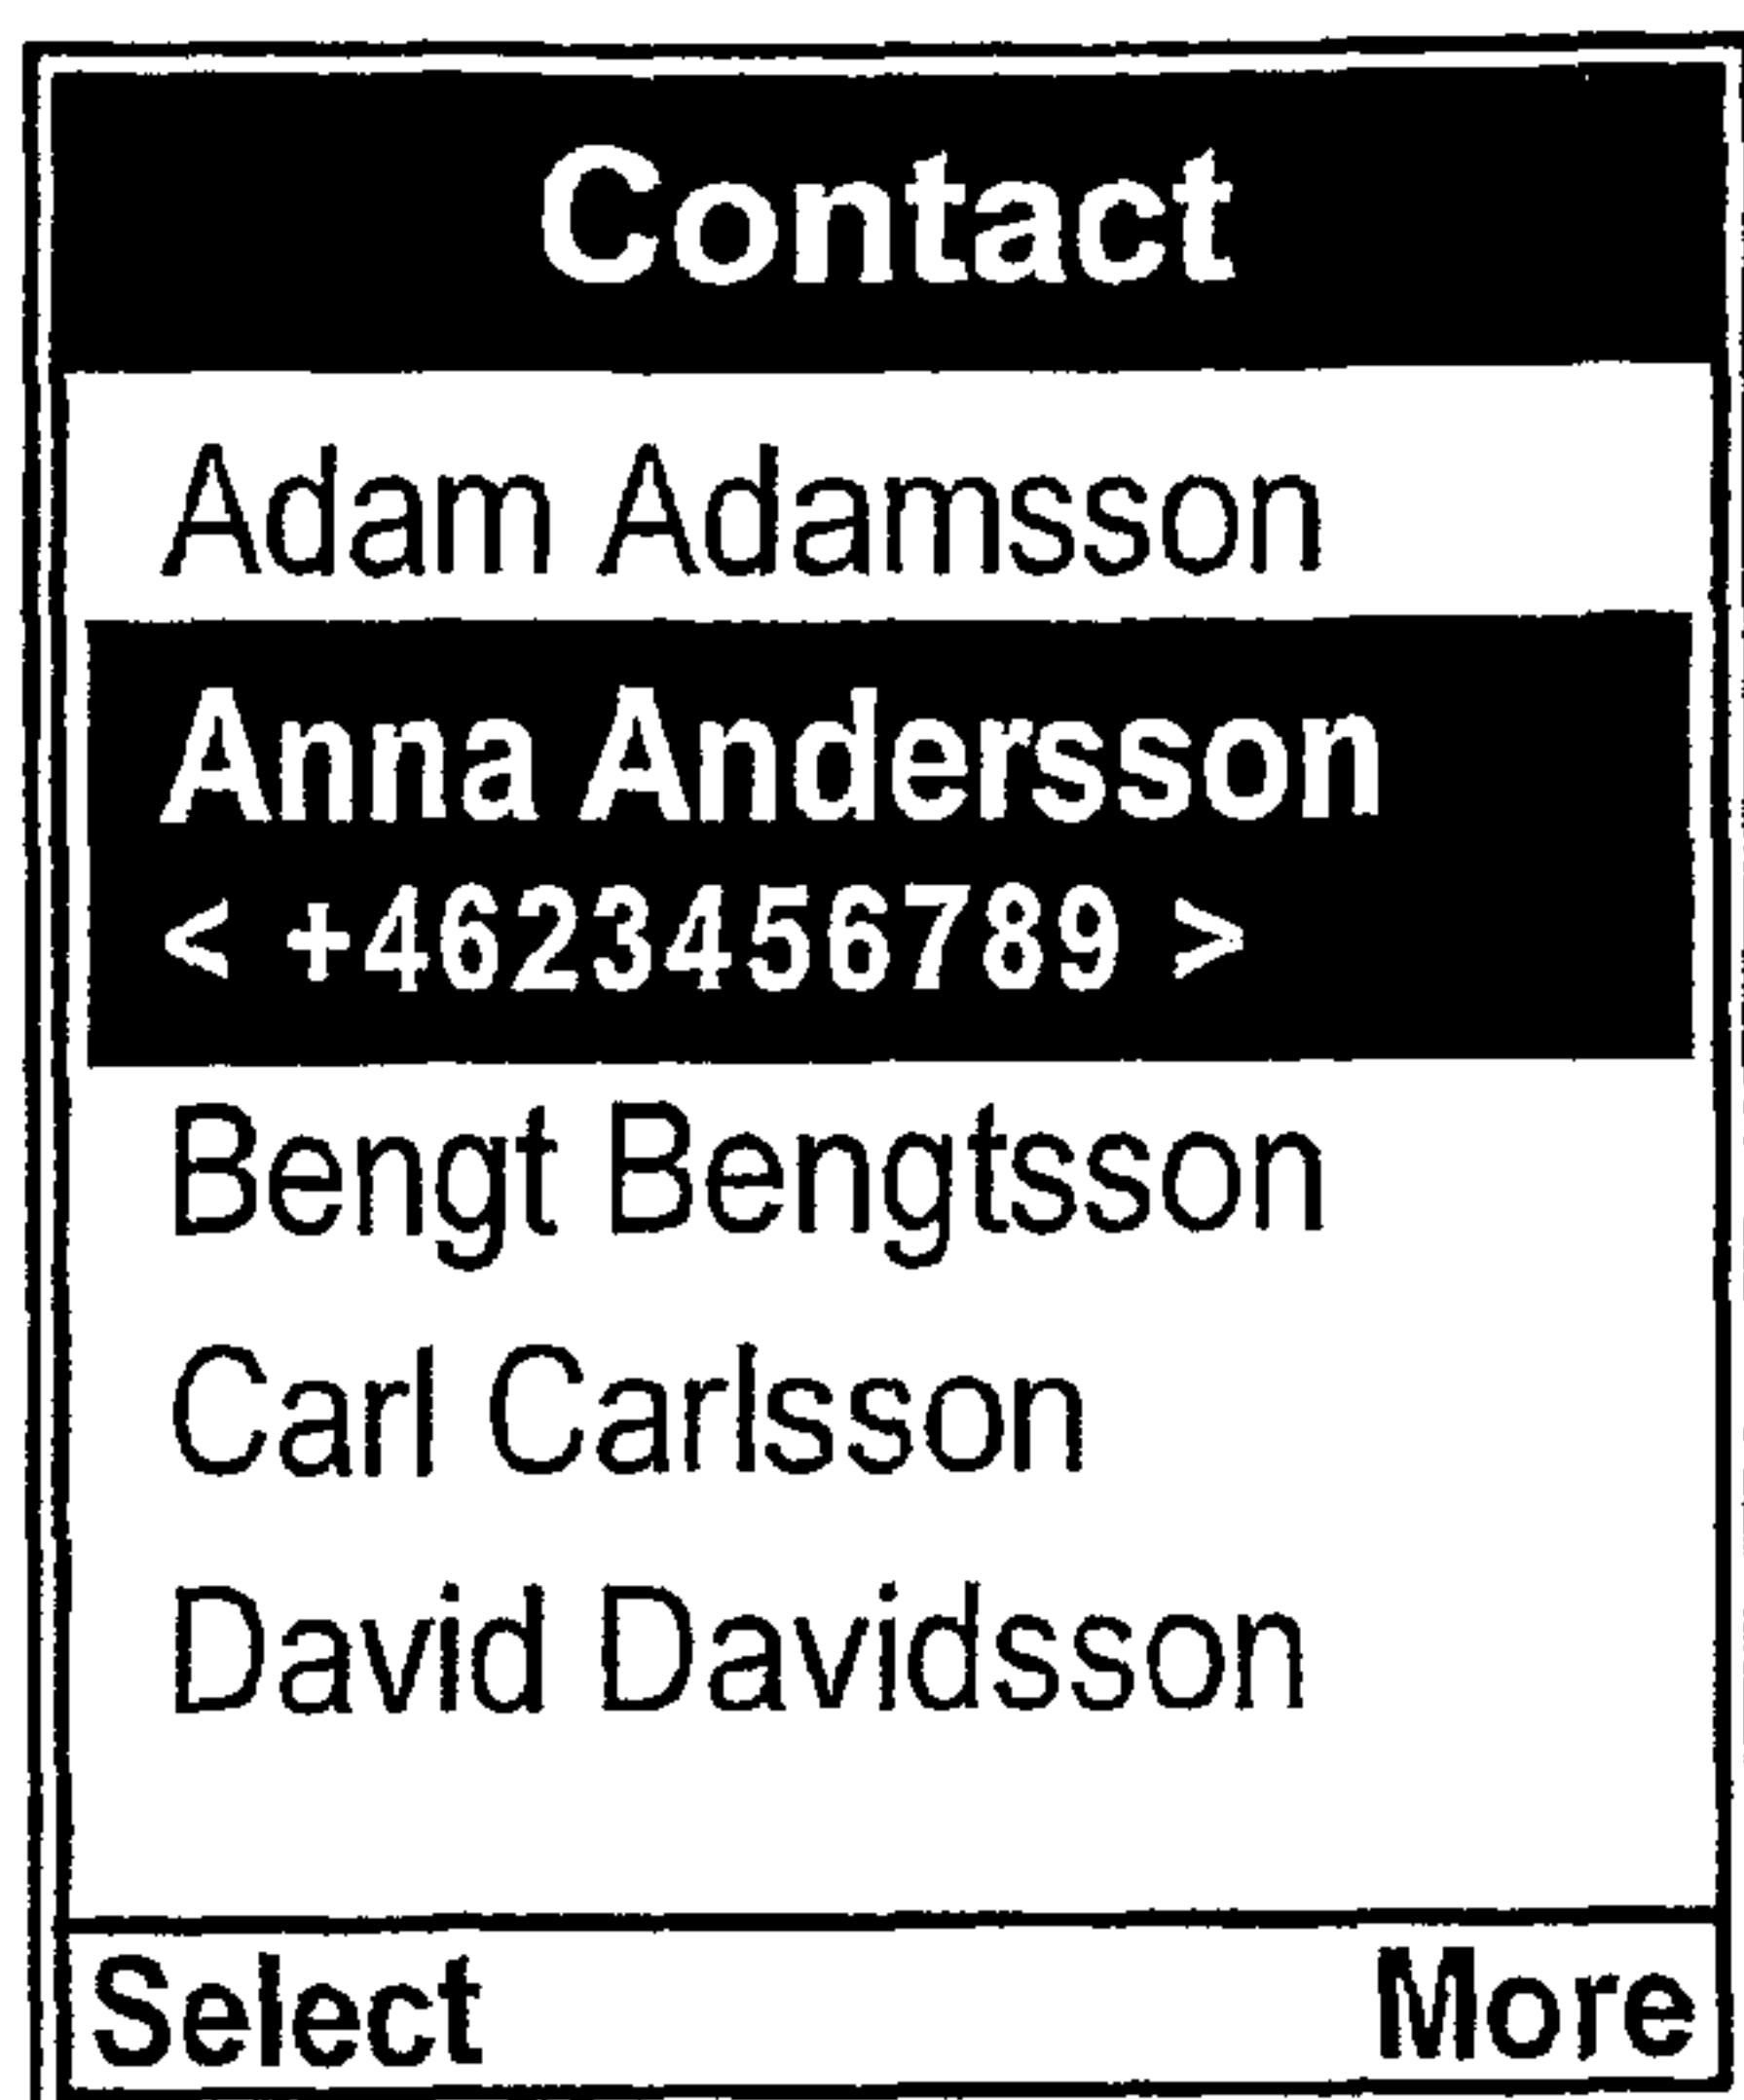 Contact
Adam Adamsson
Anna Andersson
< +4623456789 >
Bengt Bengtsson
Carl Carlsson
David Davidsson
Select More